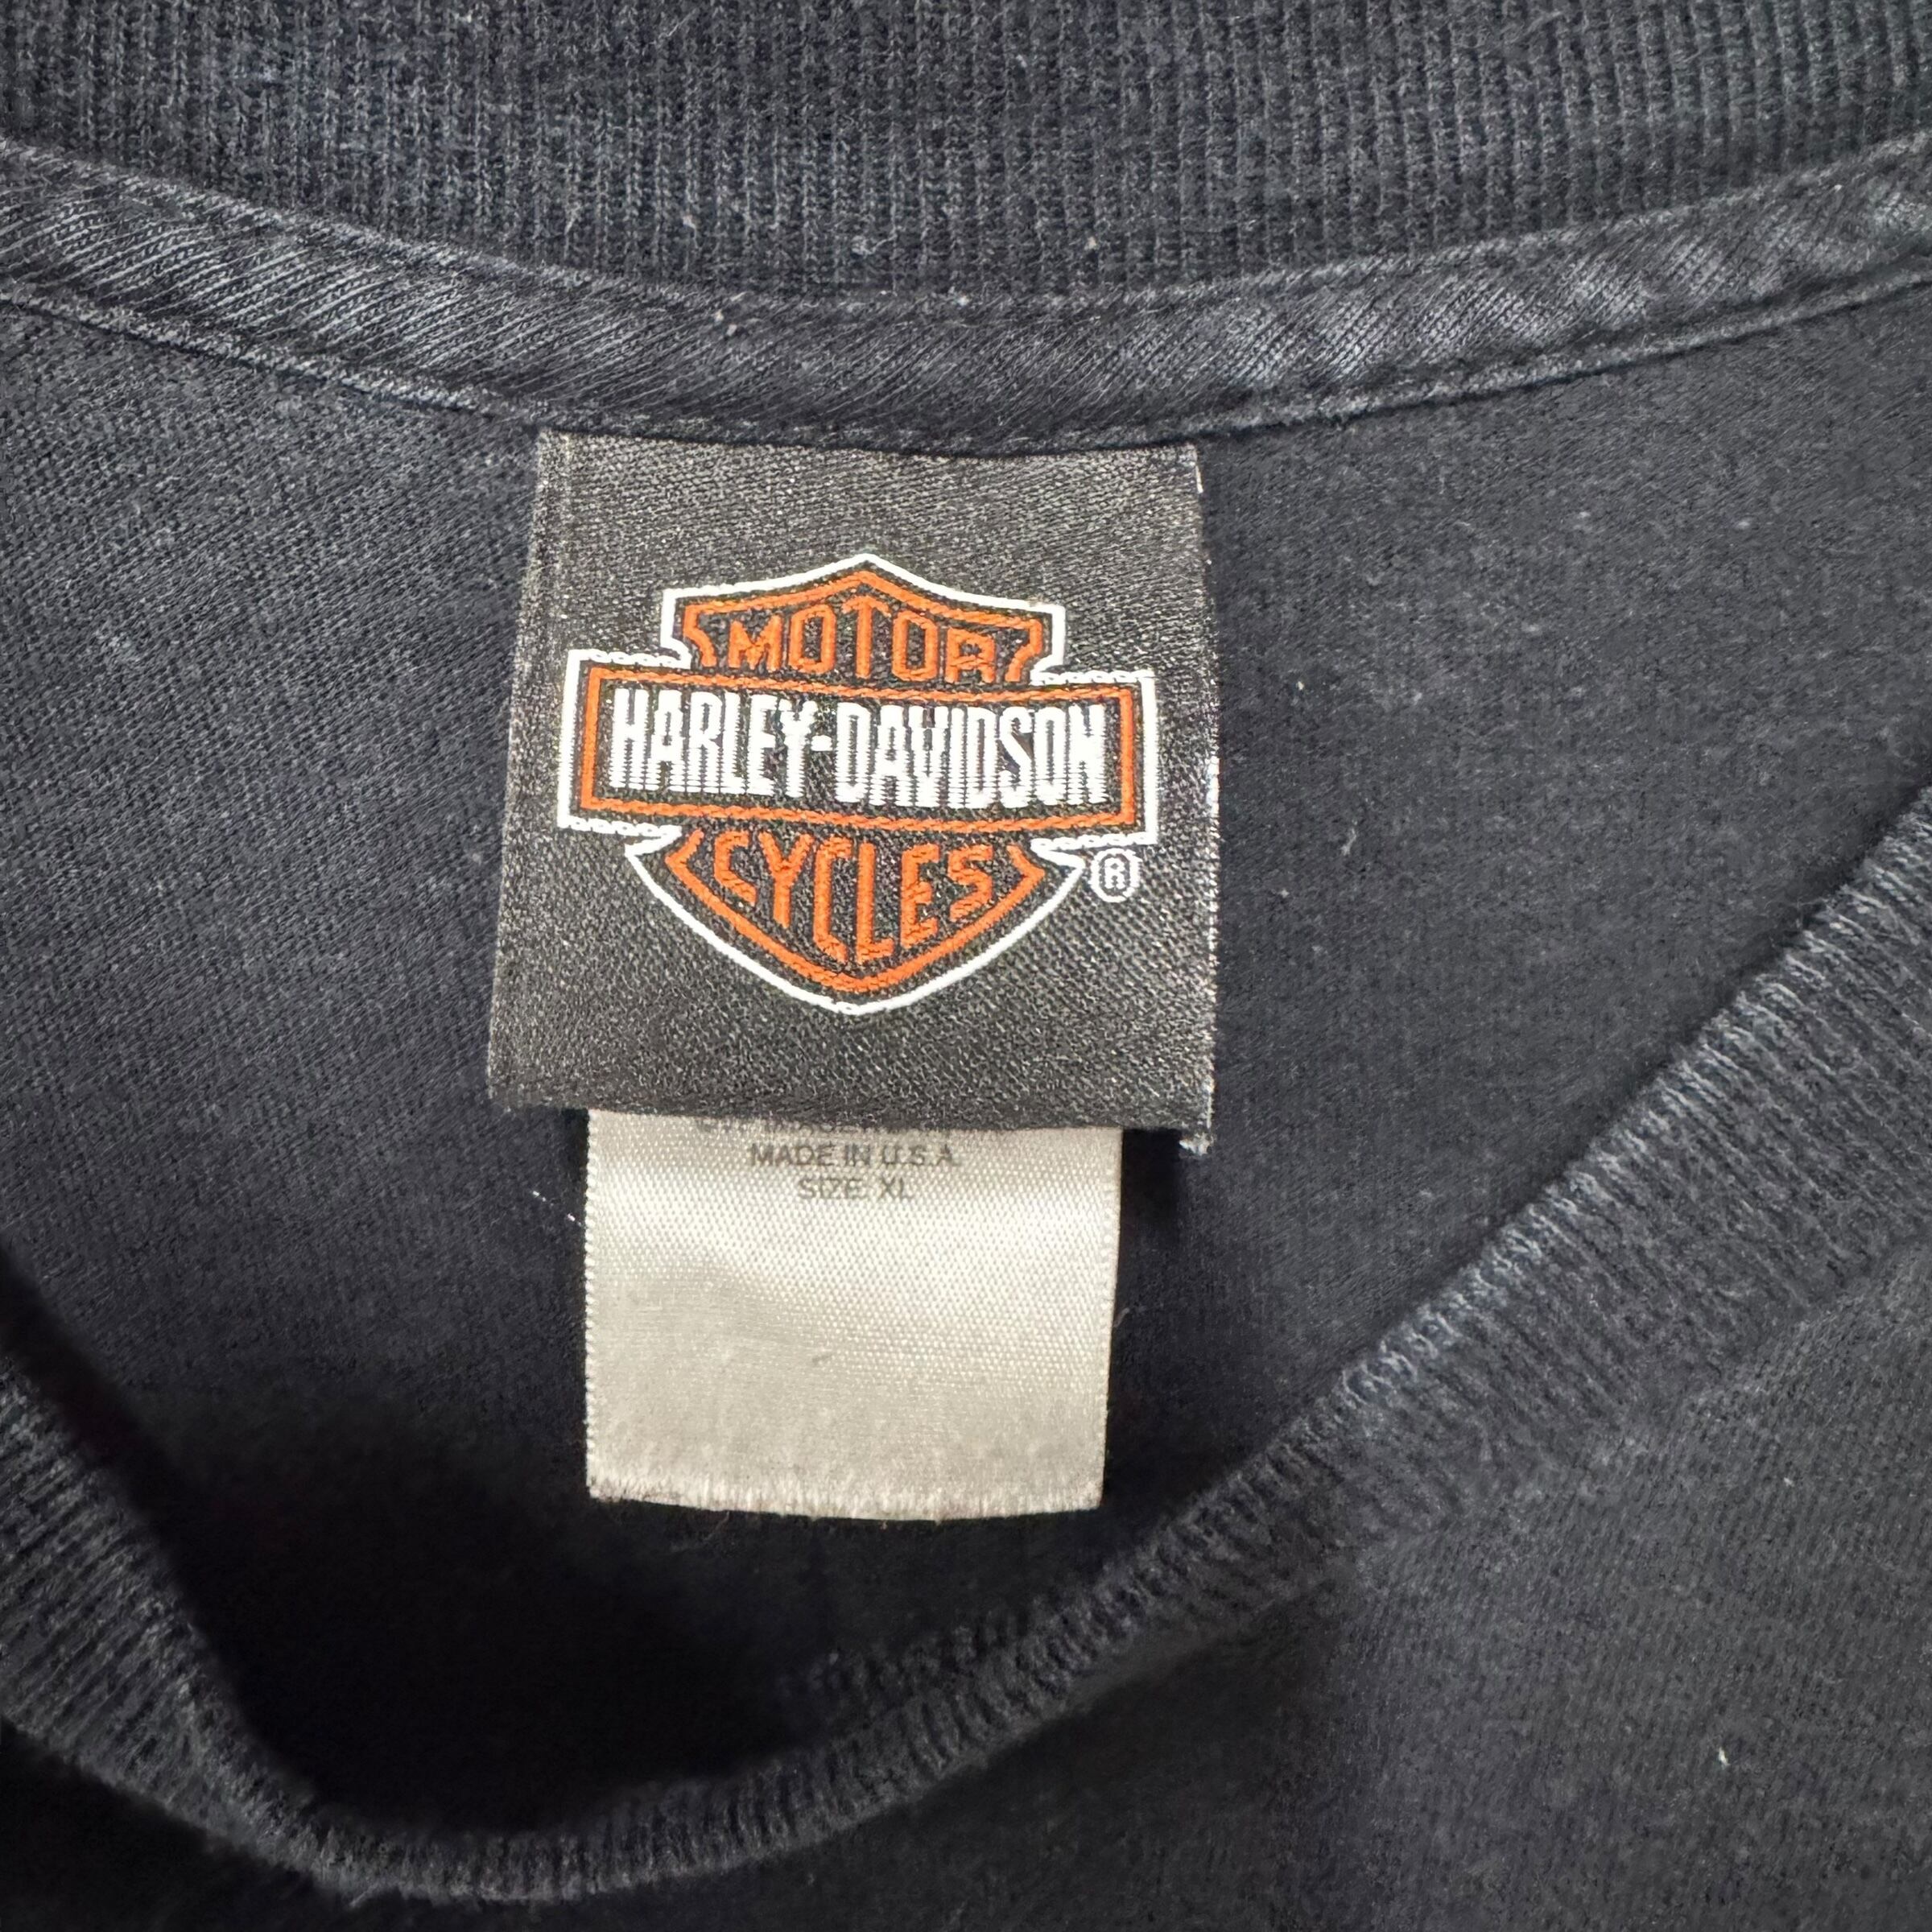 MOTOR
HARLEY-DAVIDSON
CYCLES
®
MADE IN U.S.A.
SIZE: XL